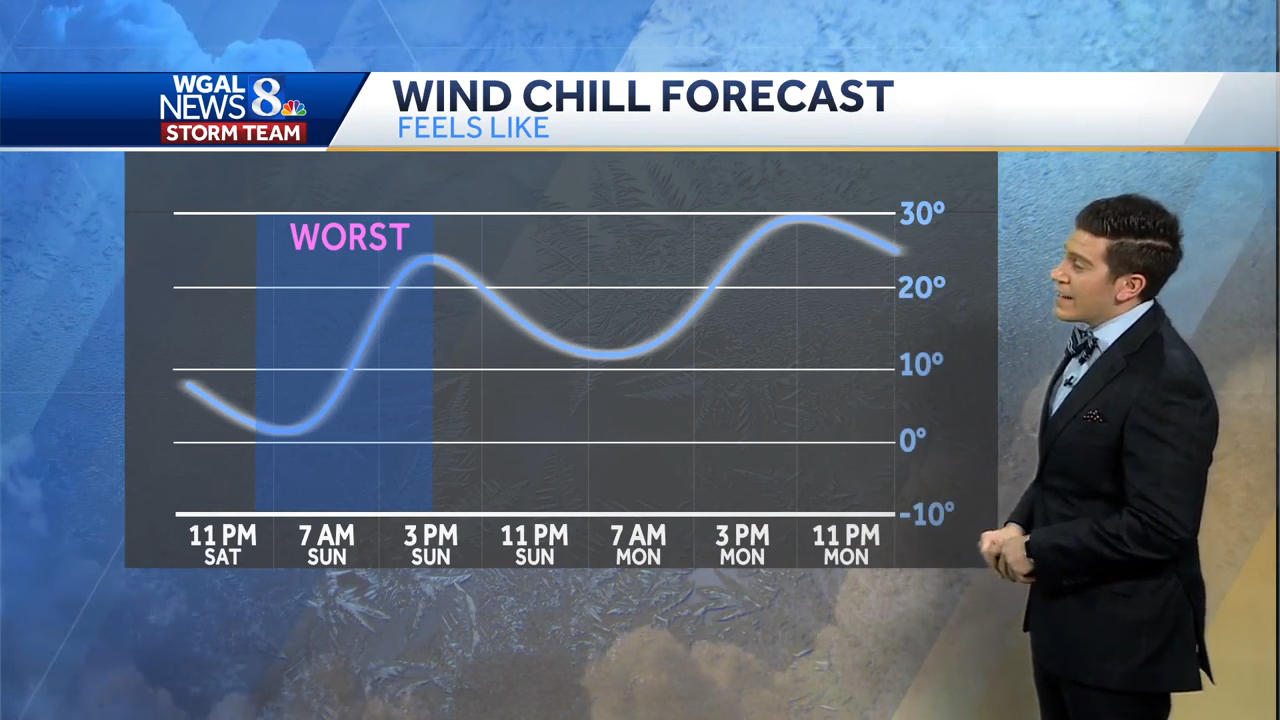 WGAL
NEWS 8
STORM TEAM
WIND CHILL FORECAST
FEELS LIKE
WORST
30°
20°
10°
0°
-10°
11 PM 7 AM 3 PM 11 PM 7 AM 3 PM 11 PM
SAT SUN SUN SUN MON MON MON